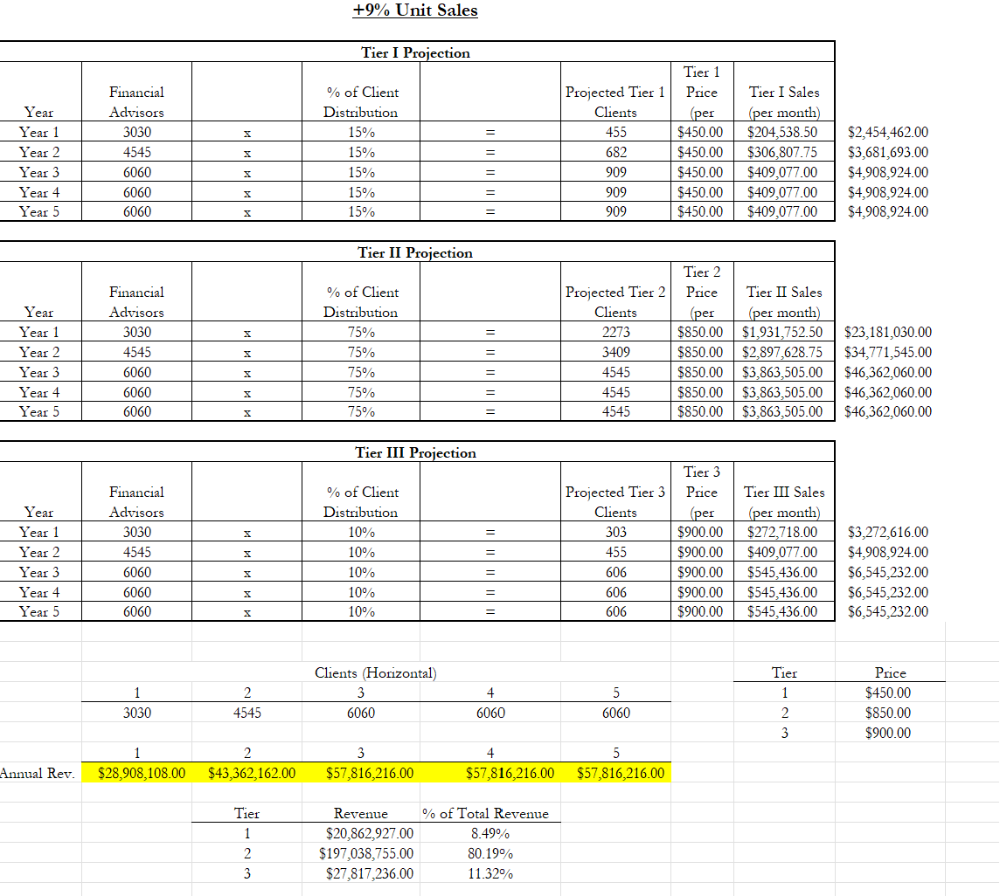 +9% Unit Sales
Tier I Projection
Year Financial Advisors % of Client Distribution Projected Tier 1 Clients Tier 1 Price (per Tier I Sales (per month)
Year 1 3030 x 15% = 455 $450.00 $204,538.50 $2,454,462.00
Year 2 4545 x 15% = 682 $450.00 $306,807.75 $3,681,693.00
Year 3 6060 x 15% = 909 $450.00 $409,077.00 $4,908,924.00
Year 4 6060 x 15% = 909 $450.00 $409,077.00 $4,908,924.00
Year 5 6060 x 15% = 909 $450.00 $409,077.00 $4,908,924.00
Tier II Projection
Year Financial Advisors % of Client Distribution Projected Tier 2 Clients Tier 2 Price (per Tier II Sales (per month)
Year 1 3030 x 75% = 2273 $850.00 $1,931,752.50 $23,181,030.00
Year 2 4545 x 75% = 3409 $850.00 $2,897,628.75 $34,771,545.00
Year 3 6060 x 75% = 4545 $850.00 $3,863,505.00 $46,362,060.00
Year 4 6060 x 75% = 4545 $850.00 $3,863,505.00 $46,362,060.00
Year 5 6060 x 75% = 4545 $850.00 $3,863,505.00 $46,362,060.00
Tier III Projection
Year Financial Advisors % of Client Distribution Projected Tier 3 Clients Tier 3 Price (per Tier III Sales (per month)
Year 1 3030 x 10% = 303 $900.00 $272,718.00 $3,272,616.00
Year 2 4545 x 10% = 455 $900.00 $409,077.00 $4,908,924.00
Year 3 6060 x 10% = 606 $900.00 $545,436.00 $6,545,232.00
Year 4 6060 x 10% = 606 $900.00 $545,436.00 $6,545,232.00
Year 5 6060 x 10% = 606 $900.00 $545,436.00 $6,545,232.00
Clients (Horizontal) Tier Price
1 2 3 4 5 1 $450.00
3030 4545 6060 6060 6060 2 $850.00
3 $900.00
1 2 3 4 5
Annual Rev. $28,908,108.00 $43,362,162.00 $57,816,216.00 $57,816,216.00 $57,816,216.00
Tier Revenue % of Total Revenue
1 $20,862,927.00 8.49%
2 $197,038,755.00 80.19%
3 $27,817,236.00 11.32%